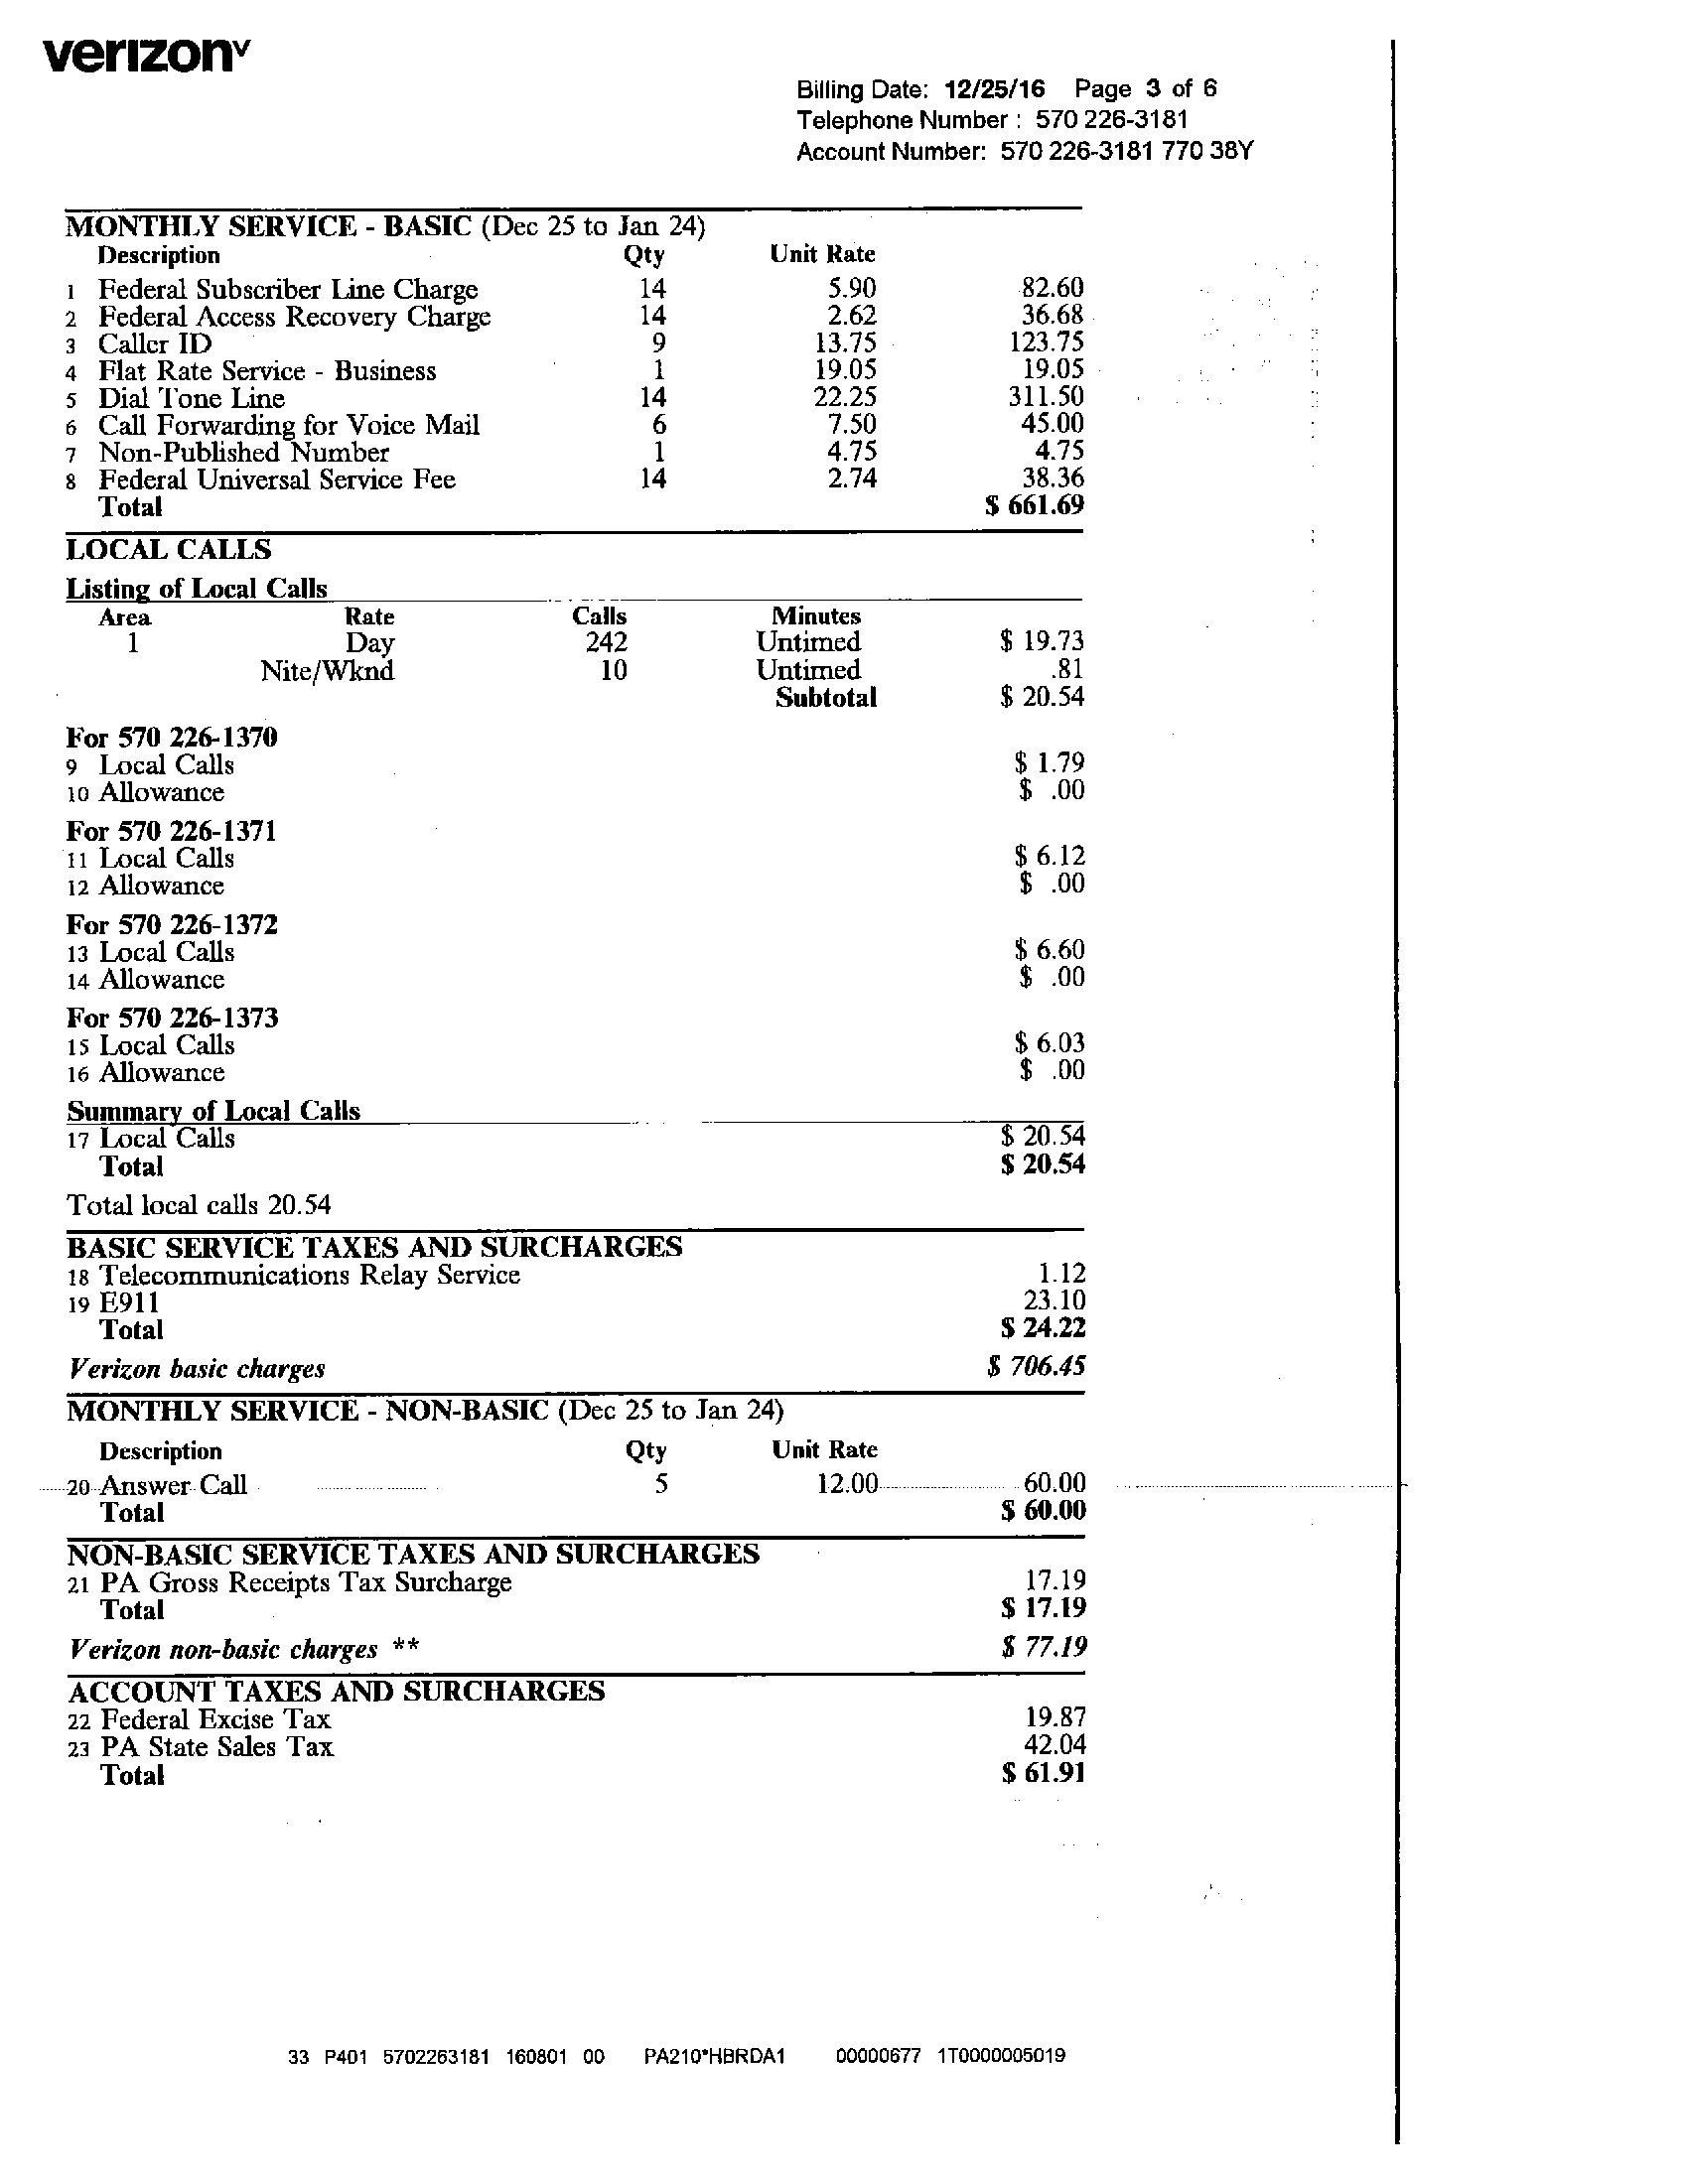 verizon✓
Billing Date: 12/25/16 Page 3 of 6
Telephone Number : 570 226-3181
Account Number: 570 226-3181 770 38Y
MONTHLY SERVICE - BASIC (Dec 25 to Jan 24)
Description Qty Unit Rate
1 Federal Subscriber Line Charge 14 5.90 82.60
2 Federal Access Recovery Charge 14 2.62 36.68
3 Caller ID 9 13.75 123.75
4 Flat Rate Service - Business 1 19.05 19.05
5 Dial Tone Line 14 22.25 311.50
6 Call Forwarding for Voice Mail 6 7.50 45.00
7 Non-Published Number 1 4.75 4.75
8 Federal Universal Service Fee 14 2.74 38.36
Total $ 661.69
LOCAL CALLS
Listing of Local Calls
Area Rate Calls Minutes
1 Day 242 Untimed $ 19.73
Nite/Wknd 10 Untimed .81
Subtotal $ 20.54
For 570 226-1370
9 Local Calls $ 1.79
10 Allowance $ .00
For 570 226-1371
11 Local Calls $ 6.12
12 Allowance $ .00
For 570 226-1372
13 Local Calls $ 6.60
14 Allowance $ .00
For 570 226-1373
15 Local Calls $ 6.03
16 Allowance $ .00
Summary of Local Calls
17 Local Calls $ 20.54
Total $ 20.54
Total local calls 20.54
BASIC SERVICE TAXES AND SURCHARGES
18 Telecommunications Relay Service 1.12
19 E911 23.10
Total $ 24.22
Verizon basic charges $ 706.45
MONTHLY SERVICE - NON-BASIC (Dec 25 to Jan 24)
Description Qty Unit Rate
20 Answer Call 5 12.00 60.00
Total $ 60.00
NON-BASIC SERVICE TAXES AND SURCHARGES
21 PA Gross Receipts Tax Surcharge 17.19
Total $ 17.19
Verizon non-basic charges ** $ 77.19
ACCOUNT TAXES AND SURCHARGES
22 Federal Excise Tax 19.87
23 PA State Sales Tax 42.04
Total $ 61.91
33 P401 5702263181 160801 00 PA210*HBRDA1 00000677 1T0000005019